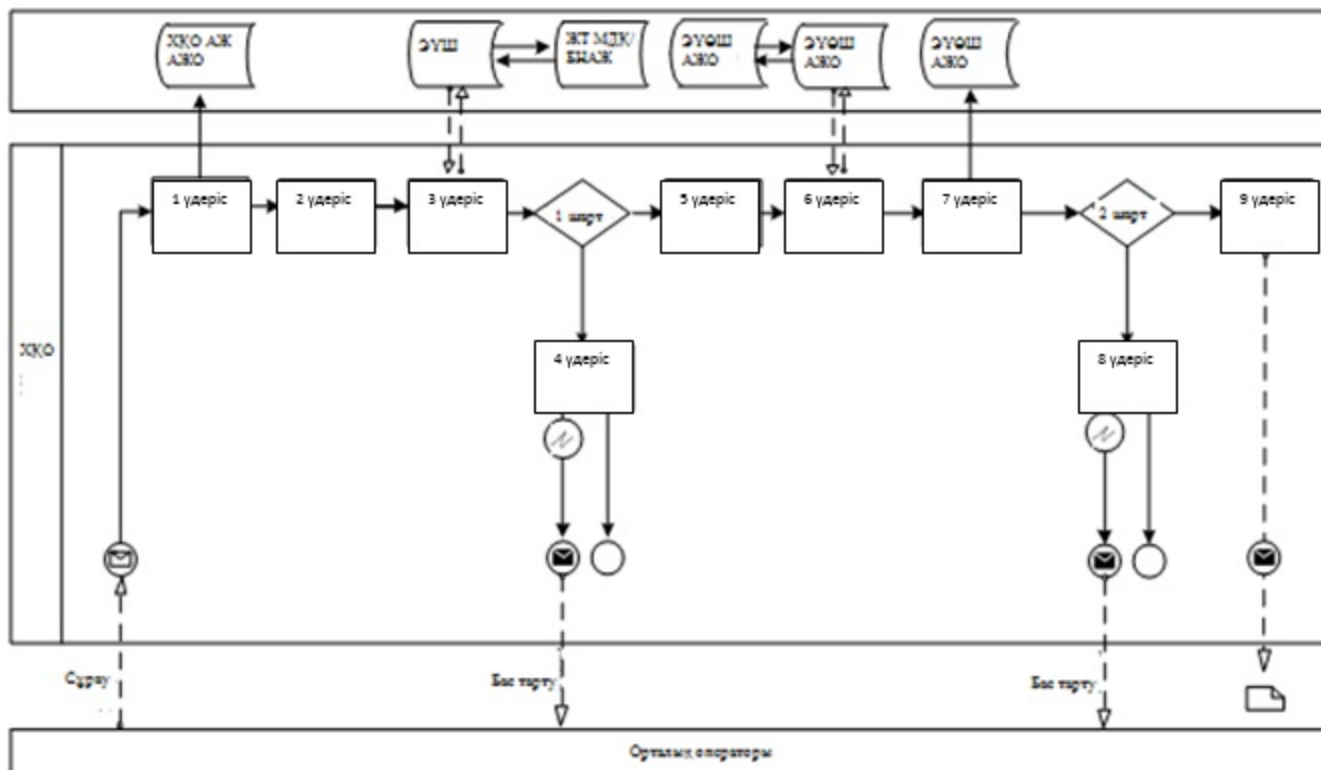 ХҚО АЖ
АЖО
ЭҮШ
ЖТ МДҚ/
БНАЖ
ЭҮӨШ
АЖО
ЭҮӨШ
АЖО
ЭҮӨШ
АЖО
1 үдеріс
2 үдеріс
3 үдеріс
1 шарт
5 үдеріс
6 үдеріс
7 үдеріс
2 шарт
9 үдеріс
ХҚО
4 үдеріс
8 үдеріс
Сұрау
Бас тарту
Бас тарту
Орталық операторы